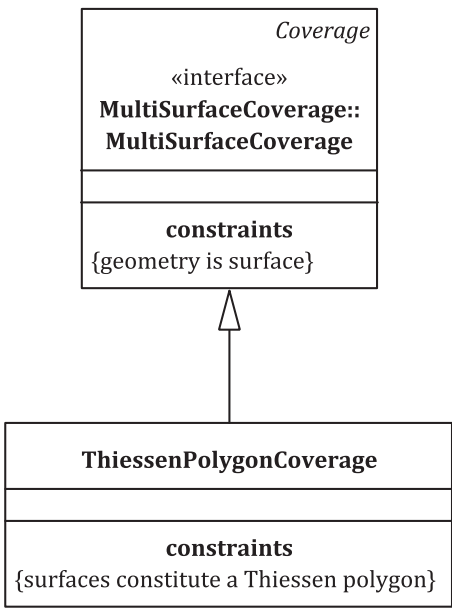 Coverage
«interface»
MultiSurfaceCoverage::
MultiSurfaceCoverage
constraints
{geometry is surface}
ThiessenPolygonCoverage
constraints
{surfaces constitute a Thiessen polygon}